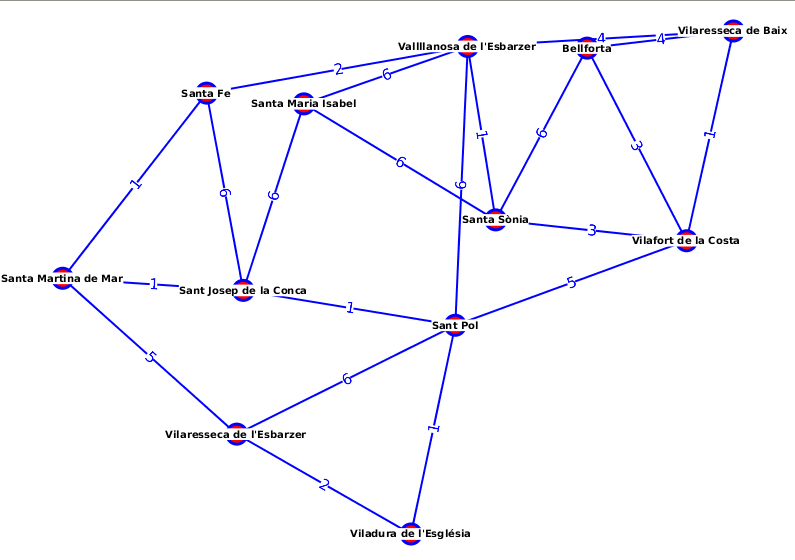 Vilaresseca de Baix
4
4
Vallllanosa de l'Esbarzer
Bellforta
2
6
Santa Fe
Santa Maria Isabel
1
6
3
1
6
1
6
6
6
6
Santa Sònia
3
Vilafort de la Costa
Santa Martina de Mar
1
5
Sant Josep de la Conca
1
Sant Pol
5
6
1
Vilaresseca de l'Esbarzer
2
Viladura de l'Església